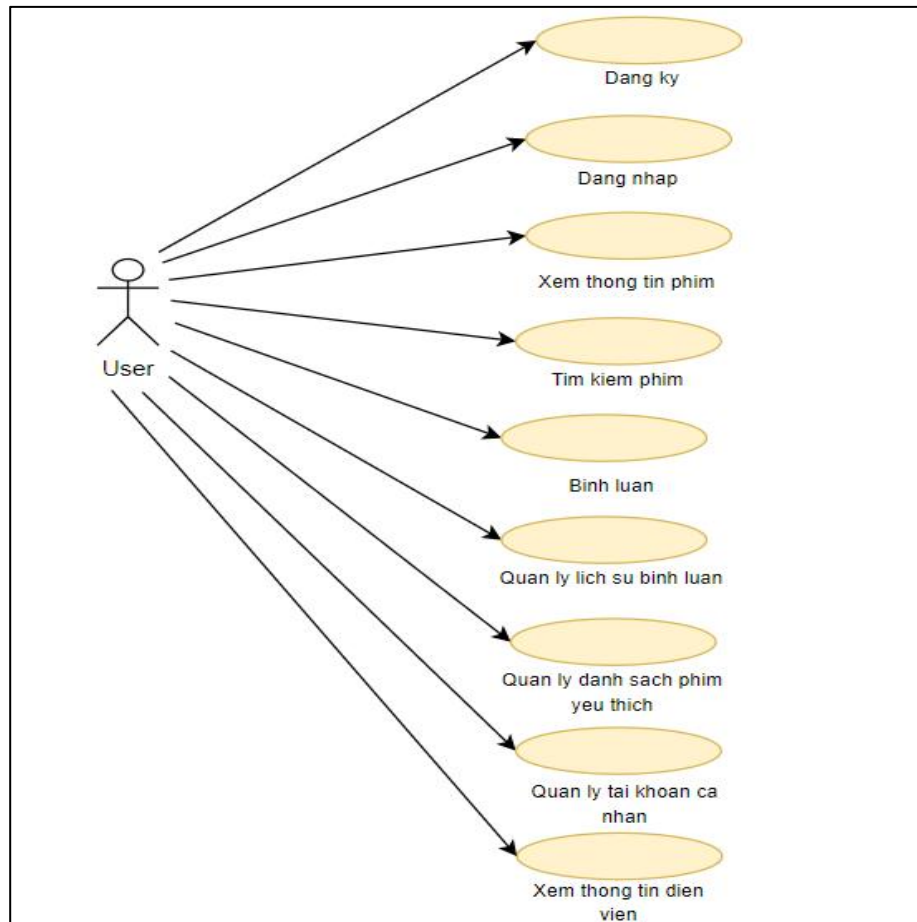 Dang ky
Dang nhap
Xem thong tin phim
User
Tim kiem phim
Binh luan
Quan ly lich su binh luan
Quan ly danh sach phim
yeu thich
Quan ly tai khoan ca
nhan
Xem thong tin dien
vien